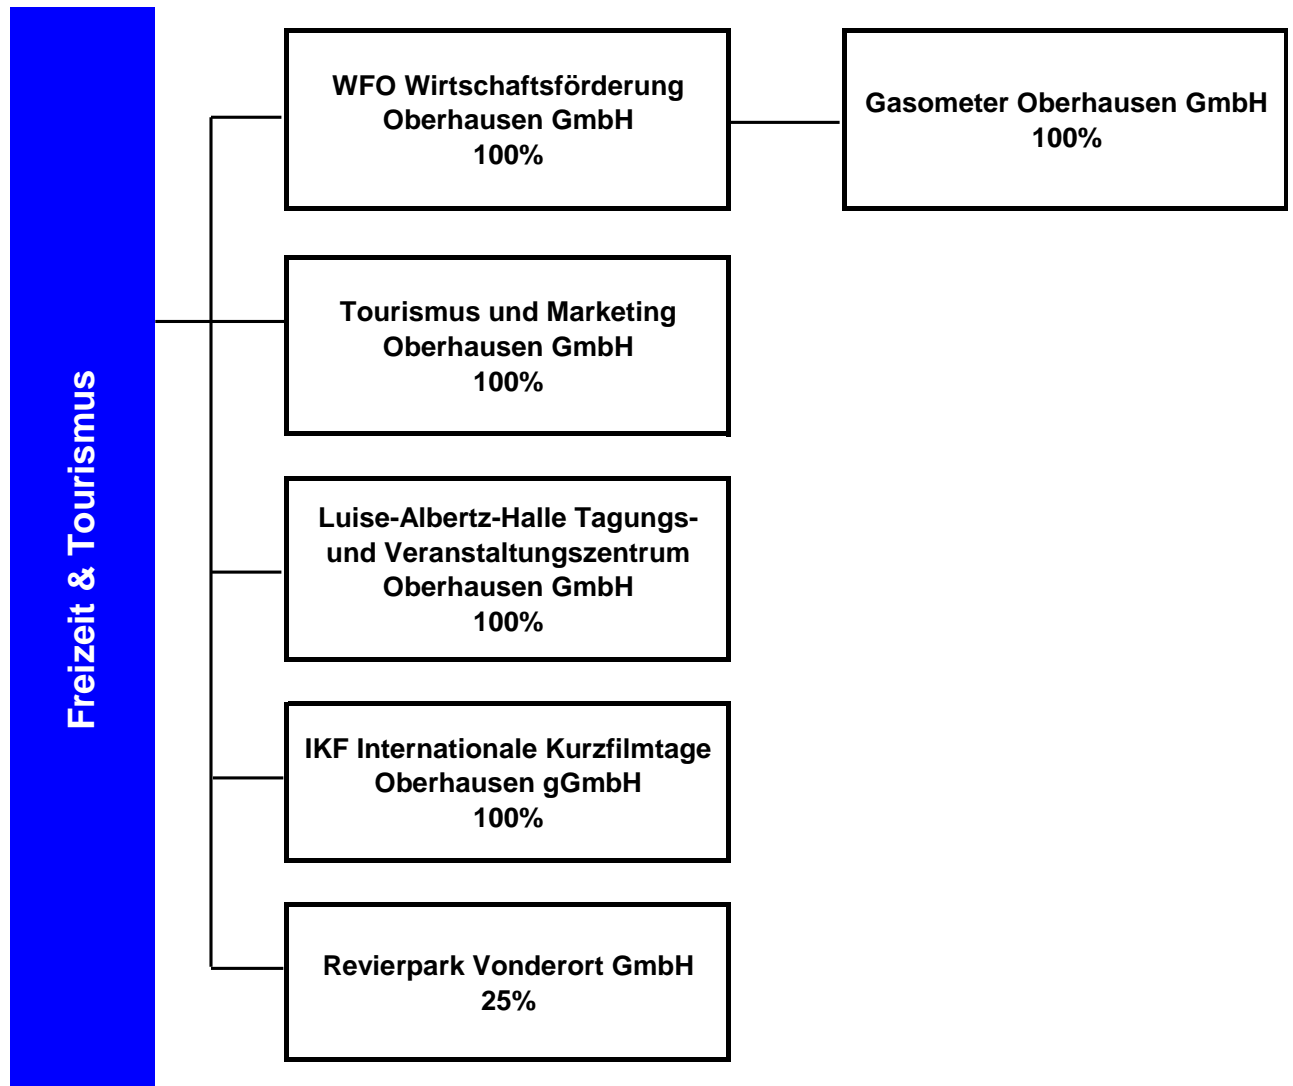 Freizeit & Tourismus
WFO Wirtschaftsförderung
Oberhausen GmbH
100%
Gasometer Oberhausen GmbH
100%
Tourismus und Marketing
Oberhausen GmbH
100%
Luise-Albertz-Halle Tagungs-
und Veranstaltungszentrum
Oberhausen GmbH
100%
IKF Internationale Kurzfilmtage
Oberhausen gGmbH
100%
Revierpark Vonderort GmbH
25%